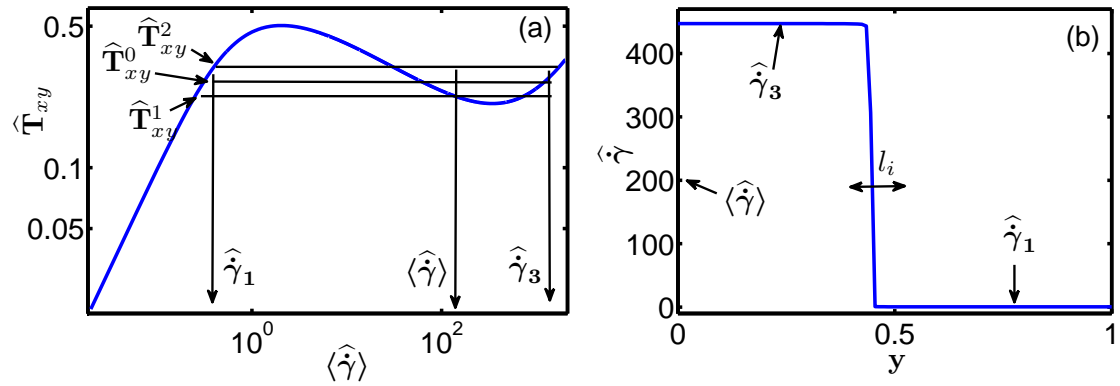 0.5
(a)
T̂²ₓᵧ
T̂⁰ₓᵧ
T̂¹ₓᵧ
T̂ₓᵧ
0.1
0.05
γ̇̂₁
⟨γ̇̂⟩
γ̇̂₃
10⁰
10²
⟨γ̇̂⟩
(b)
γ̇̂
400
300
200
100
0
γ̇̂₃
lᵢ
⟨γ̇̂⟩
γ̇̂₁
0
0.5
1
y